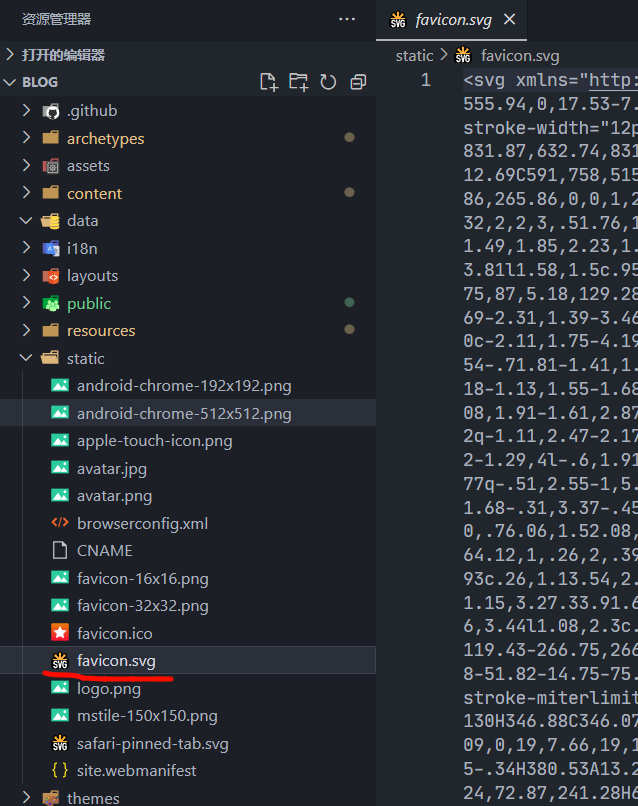 资源管理器
打开的编辑器
BLOG
.github
archetypes
assets
content
data
i18n
layouts
public
resources
static
android-chrome-192x192.png
android-chrome-512x512.png
apple-touch-icon.png
avatar.jpg
avatar.png
browserconfig.xml
CNAME
favicon-16x16.png
favicon-32x32.png
favicon.ico
favicon.svg
logo.png
mstile-150x150.png
safari-pinned-tab.svg
site.webmanifest
themes
favicon.svg
static > favicon.svg
1 <svg xmlns="http:
555.94,0,17.53-7.
stroke-width="12p
831.87,632.74,831
12.69C591,758,515
86,265.86,0,0,1,2
32,2,2,3,.51.76,1
1.49,1.85,2.23,1.
3.81l1.58,1.5c.95
75,87,5.18,129.28
69-2.31,1.39-3.46
0c-2.11,1.75-4.19
54-.71.81-1.41,1.
18-1.13,1.55-1.68
08,1.91-1.61,2.87
2q-1.11,2.47-2.17
2-1.29,4l-.6,1.91
77q-.51,2.55-1,5.
1.68-.31,3.37-.45
0,.76.06,1.52.08,
64.12,1,.26,2,.39
93c.26,1.13.54,2.
1.15,3.27.33.91.6
6,3.44l1.08,2.3c.
119.43-266.75,266
8-51.82-14.75-75.
stroke-miterlimit
130H346.88C346.07
09,0,19,7.66,19,1
5-.34H380.53A13.2
24,72.87,241.28H6